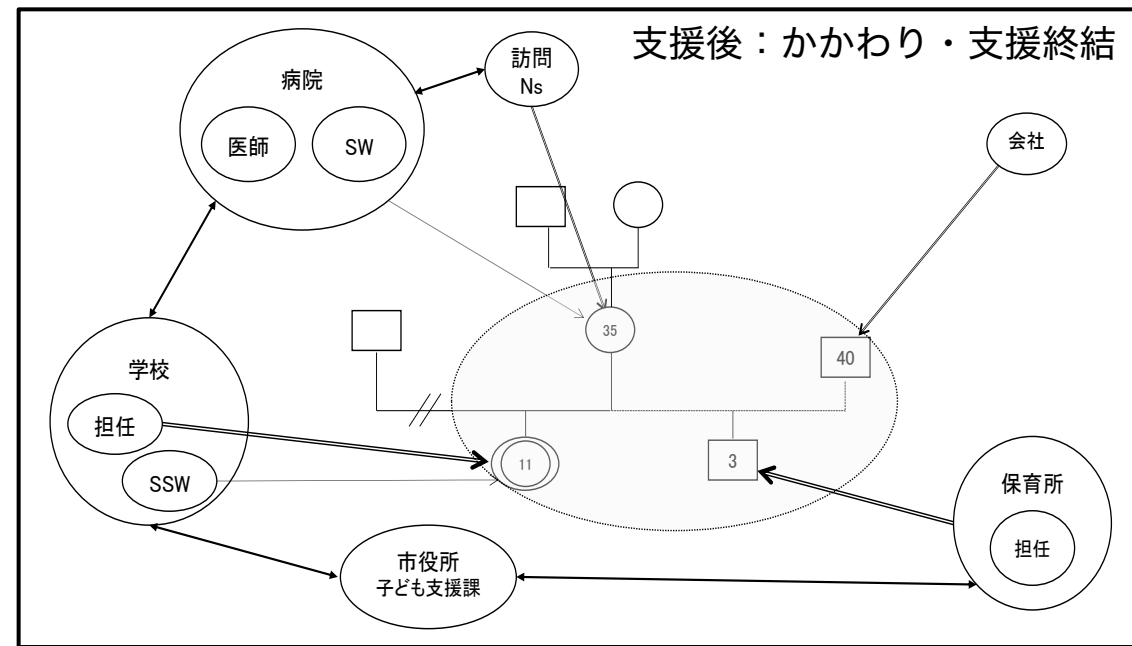 支援後：かかわり・支援終結
訪問
Ns
病院
医師
SW
会社
35
40
学校
担任
SSW
11
3
保育所
担任
市役所
子ども支援課